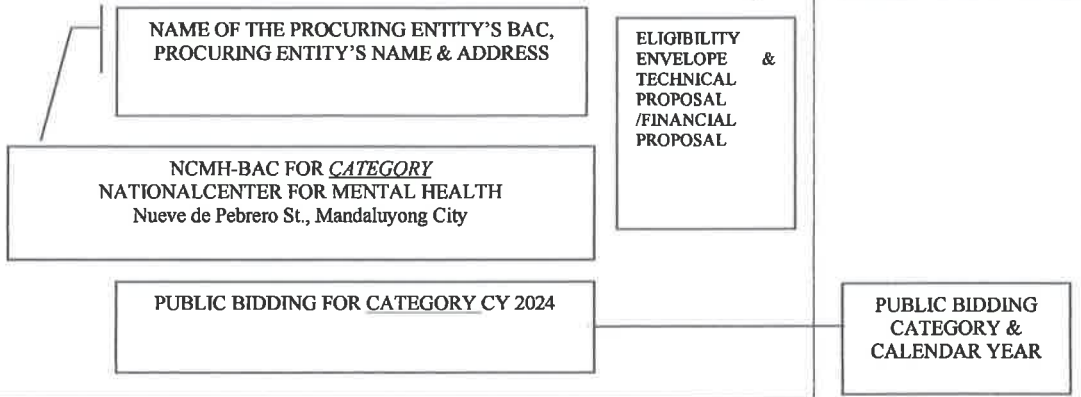 NAME OF THE PROCURING ENTITY'S BAC,
PROCURING ENTITY'S NAME & ADDRESS
ELIGIBILITY
ENVELOPE &
TECHNICAL
PROPOSAL
/FINANCIAL
PROPOSAL
NCMH-BAC FOR CATEGORY
NATIONALCENTER FOR MENTAL HEALTH
Nueve de Pebrero St., Mandaluyong City
PUBLIC BIDDING FOR CATEGORY CY 2024
PUBLIC BIDDING
CATEGORY &
CALENDAR YEAR